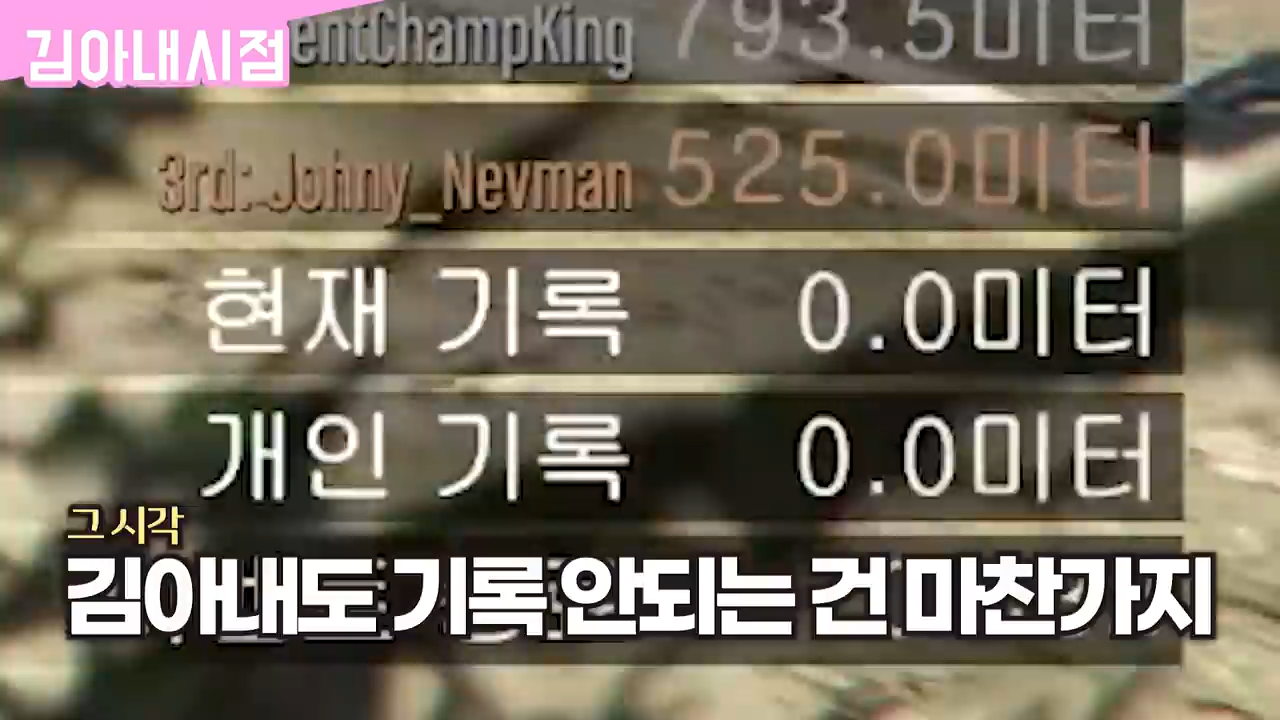 김아내시점
entChampKing 793.5미터
3rd: Johny_Nevman 525.0미터
현재 기록 0.0미터
개인 기록 0.0미터
그 시각
김아내도 기록 안되는 건 마찬가지